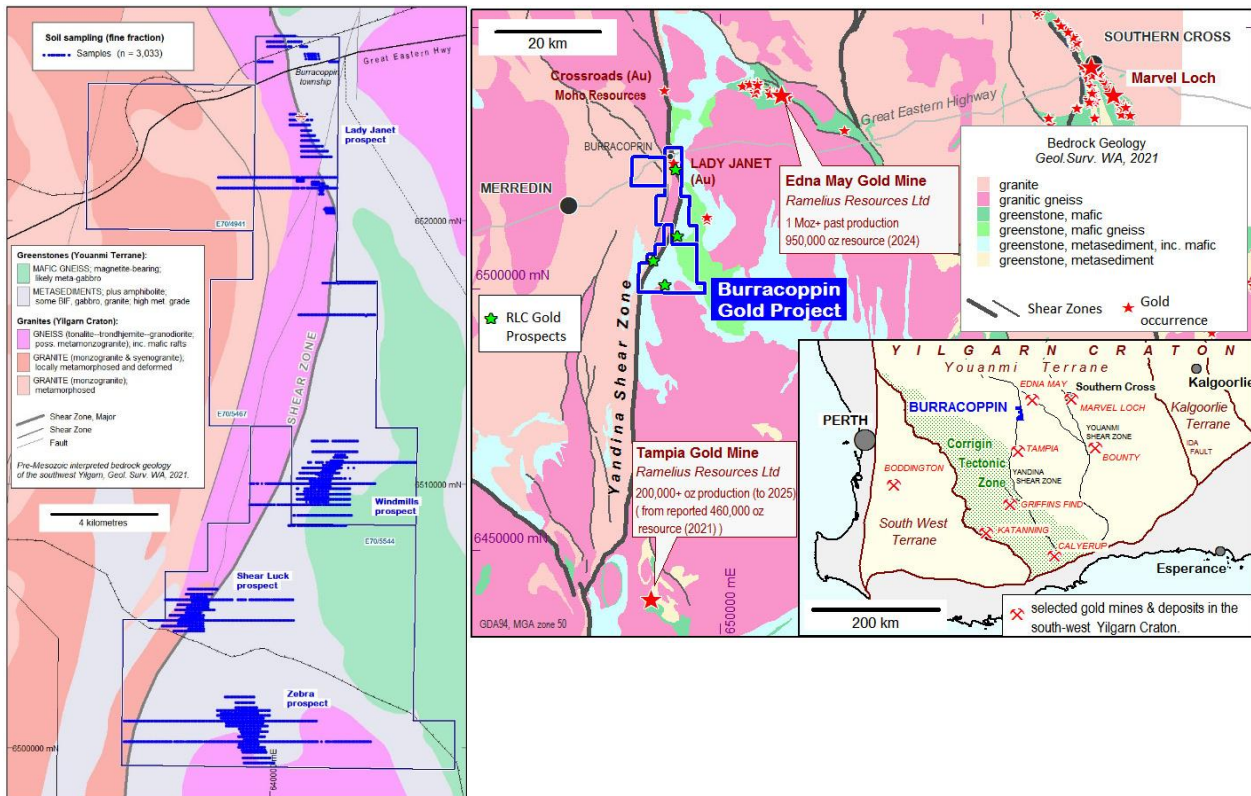 Soil sampling (fine fraction)
Samples (n = 3,033)
Great Eastern Hwy
Burracoppin
township
Lady Janet
prospect
E70/4941
6520000 mN
Greenstones (Youanmi Terrane):
MAFIC GNEISS; magnetite-bearing;
likely meta-gabbro
METASEDIMENTS; plus amphibolite;
some BIF, gabbro, granite; high met. grade
Granites (Yilgarn Craton):
GNEISS (tonalite--trondhjemite--granodiorite;
poss. metamonzogranite); inc. mafic rafts
GRANITE (monzogranite & syenogranite);
locally metamorphosed and deformed
GRANITE (monzogranite);
metamorphosed
Shear Zone, Major
Shear Zone
Fault
Pre-Mesozoic interpreted bedrock geology
of the southwest Yilgarn, Geol. Surv. WA, 2021.
SHEAR ZONE
E70/5467
4 kilometres
6510000 mN
Windmills
prospect
E70/5544
Shear Luck
prospect
Zebra
prospect
6500000 mN
640000 mE
20 km
Crossroads (Au)
Moho Resources
SOUTHERN CROSS
Marvel Loch
Great Eastern Highway
BURRACOPPIN
LADY JANET
(Au)
MERREDIN
Edna May Gold Mine
Ramelius Resources Ltd
1 Moz+ past production
950,000 oz resource (2024)
Bedrock Geology
Geol.Surv. WA, 2021
granite
granitic gneiss
greenstone, mafic
greenstone, mafic gneiss
greenstone, metasediment, inc. mafic
greenstone, metasediment
Shear Zones
Gold
occurrence
6500000 mN
Burracoppin
Gold Project
RLC Gold
Prospects
Yandina Shear Zone
Tampia Gold Mine
Ramelius Resources Ltd
200,000+ oz production (to 2025)
( from reported 460,000 oz
resource (2021) )
6450000 mN
650000 mE
GDA94, MGA zone 50
YILGARN CRATON
Youanmi Terrane
EDNA MAY
Southern Cross
Kalgoorlie
BURRACOPPIN
MARVEL LOCH
PERTH
Kalgoorlie
Terrane
YOUANMI
SHEAR ZONE
Corrigin
Tectonic
Zone
TAMPIA
BOUNTY
IDA
FAULT
BODDINGTON
YANDINA
SHEAR ZONE
GRIFFINS FIND
South West
Terrane
KATANNING
CALYERUP
Esperance
200 km
selected gold mines & deposits in the
south-west Yilgarn Craton.